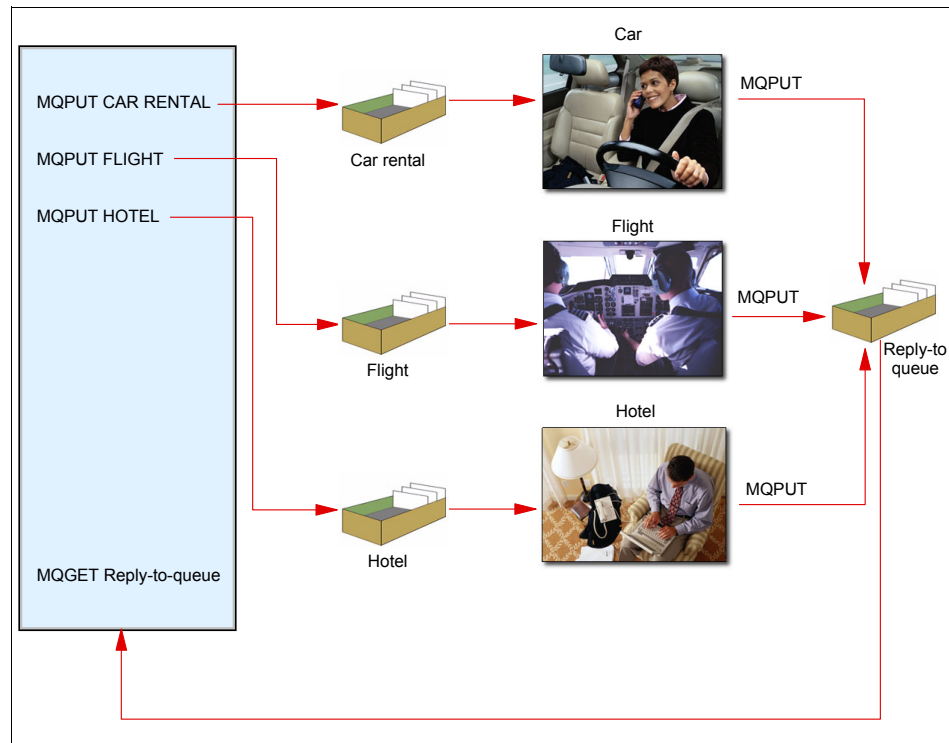 Car
MQPUT CAR RENTAL
MQPUT
Car rental
MQPUT FLIGHT
MQPUT HOTEL
Flight
MQPUT
Reply-to
queue
Flight
Hotel
MQPUT
Hotel
MQGET Reply-to-queue